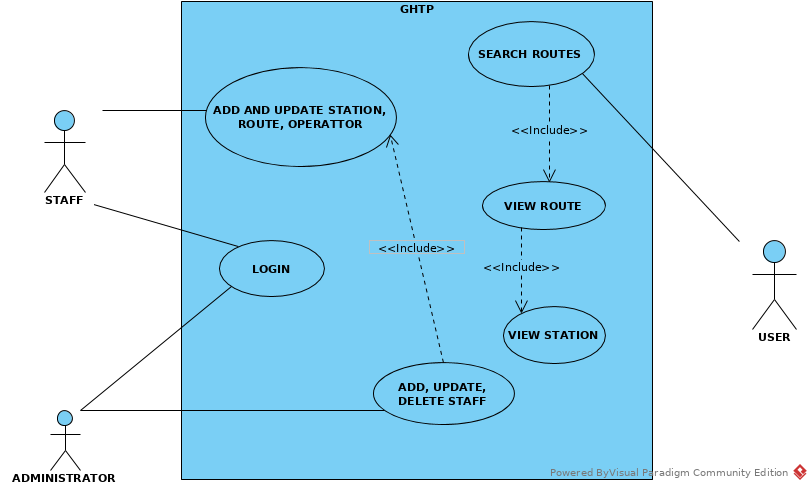 GHTP
SEARCH ROUTES
ADD AND UPDATE STATION,
ROUTE, OPERATTOR
<<Include>>
STAFF
VIEW ROUTE
<<Include>>
LOGIN
<<Include>>
VIEW STATION
USER
ADD, UPDATE,
DELETE STAFF
ADMINISTRATOR
Powered ByVisual Paradigm Community Edition